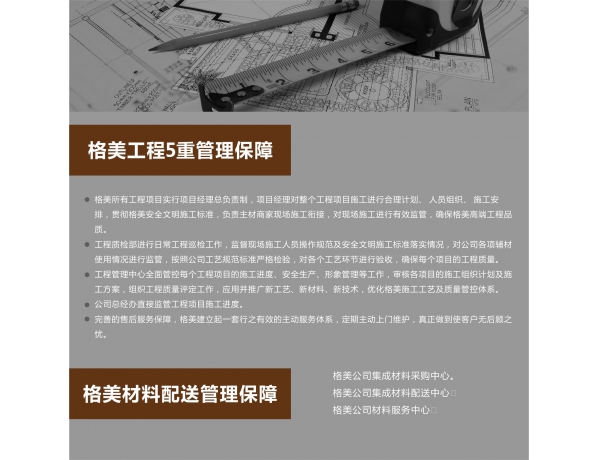 格美工程5重管理保障
格美所有工程项目实行项目经理总负责制，项目经理对整个工程项目施工进行合理计划、人员组织、施工安
排，贯彻格美安全文明施工标准，负责主材商家现场施工衔接，对现场施工进行有效监管，确保格美高端工程品
质。
工程质检部进行日常工程巡检工作，监督现场施工人员操作规范及安全文明施工标准落实情况，对公司各项辅材
使用情况进行监管，按照公司工艺规范标准严格检验，对各个工艺环节进行验收，确保每个项目的工程质量。
工程管理中心全面管控每个工程项目的施工进度、安全生产、形象管理等工作，审核各项目的施工组织计划及施
工方案，组织工程质量评定工作，应用并推广新工艺、新材料、新技术，优化格美施工工艺及质量管控体系。
公司总经办直接监管工程项目施工进度。
完善的售后服务保障，格美建立起一套行之有效的主动服务体系，定期主动上门维护，真正做到使客户无后顾之
忧。
格美材料配送管理保障
格美公司集成材料采购中心。
格美公司集成材料配送中心
格美公司材料服务中心